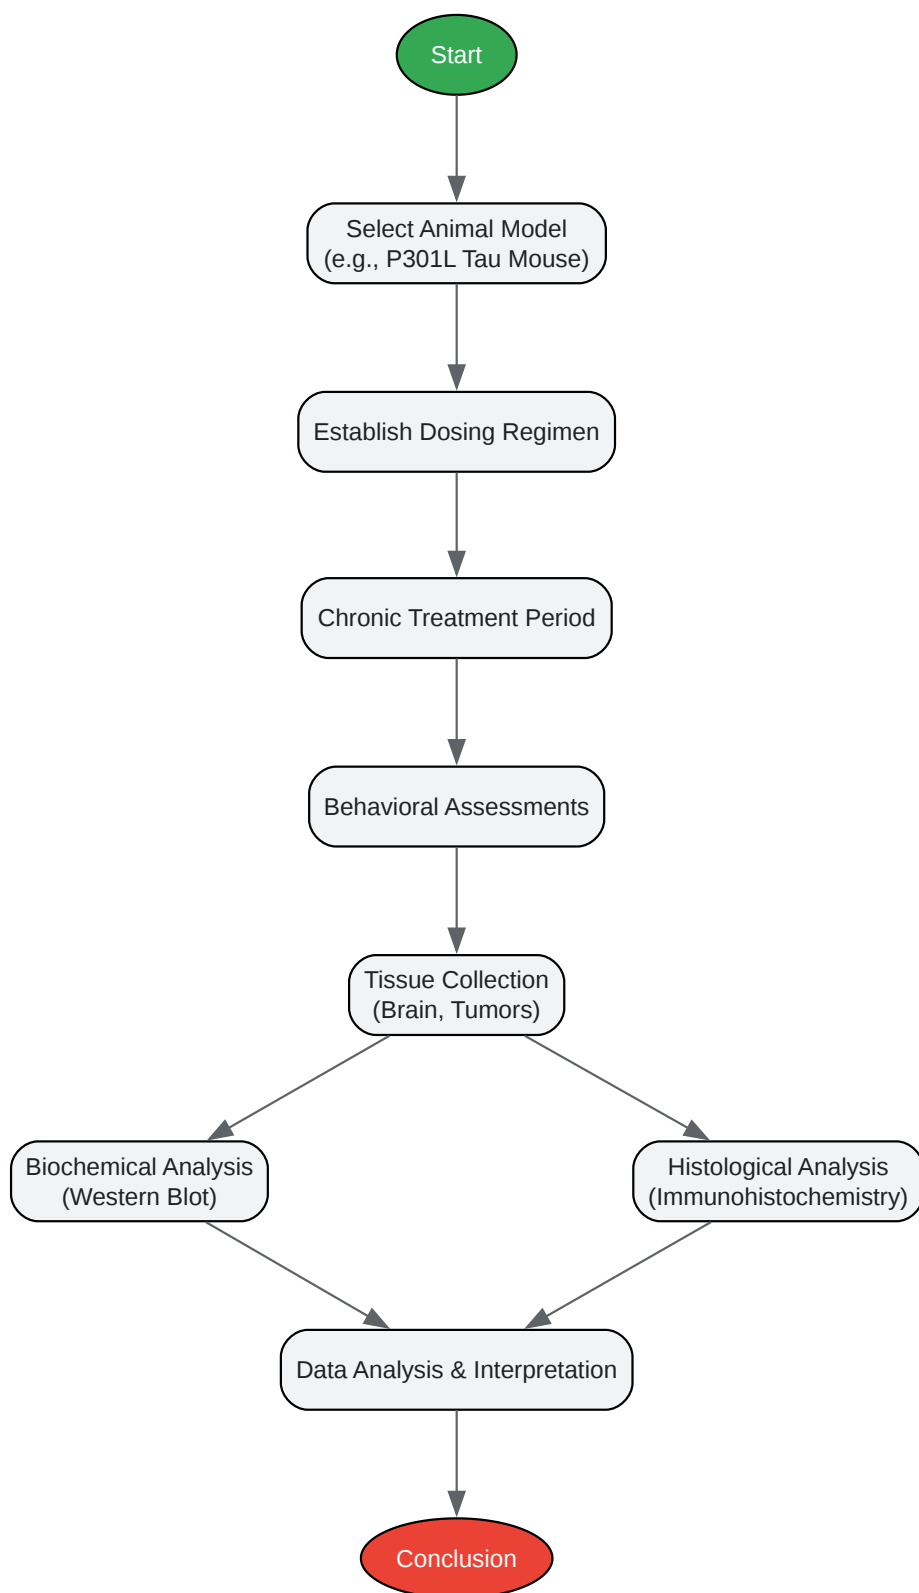 Start
Select Animal Model
(e.g., P301L Tau Mouse)
Establish Dosing Regimen
Chronic Treatment Period
Behavioral Assessments
Tissue Collection
(Brain, Tumors)
Biochemical Analysis
(Western Blot)
Histological Analysis
(Immunohistochemistry)
Data Analysis & Interpretation
Conclusion